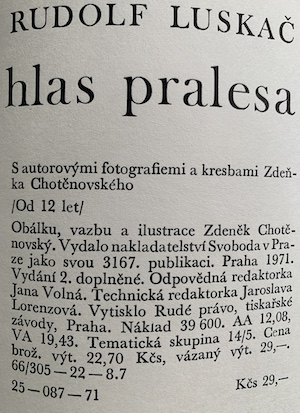 RUDOLF LUSKAČ
hlas pralesa
S autorovými fotografiemi a kresbami Zdeň-
ka Chotěnovského
/Od 12 let/
Obálku, vazbu a ilustrace Zdeněk Chotě-
novský. Vydalo nakladatelství Svoboda v Pra-
ze jako svou 3167. publikaci. Praha 1971.
Vydání 2. doplněné. Odpovědná redaktorka
Jana Volná. Technická redaktorka Jaroslava
Lorenzová. Vytisklo Rudé právo, tiskařské
závody, Praha. Náklad 39 600. AA 12,08,
VA 19,43. Tematická skupina 14/5. Cena
brož. výt. 22,70 Kčs, vázaný výt. 29,—.
66/305—22—8.7
25—087—71 Kčs 29,—